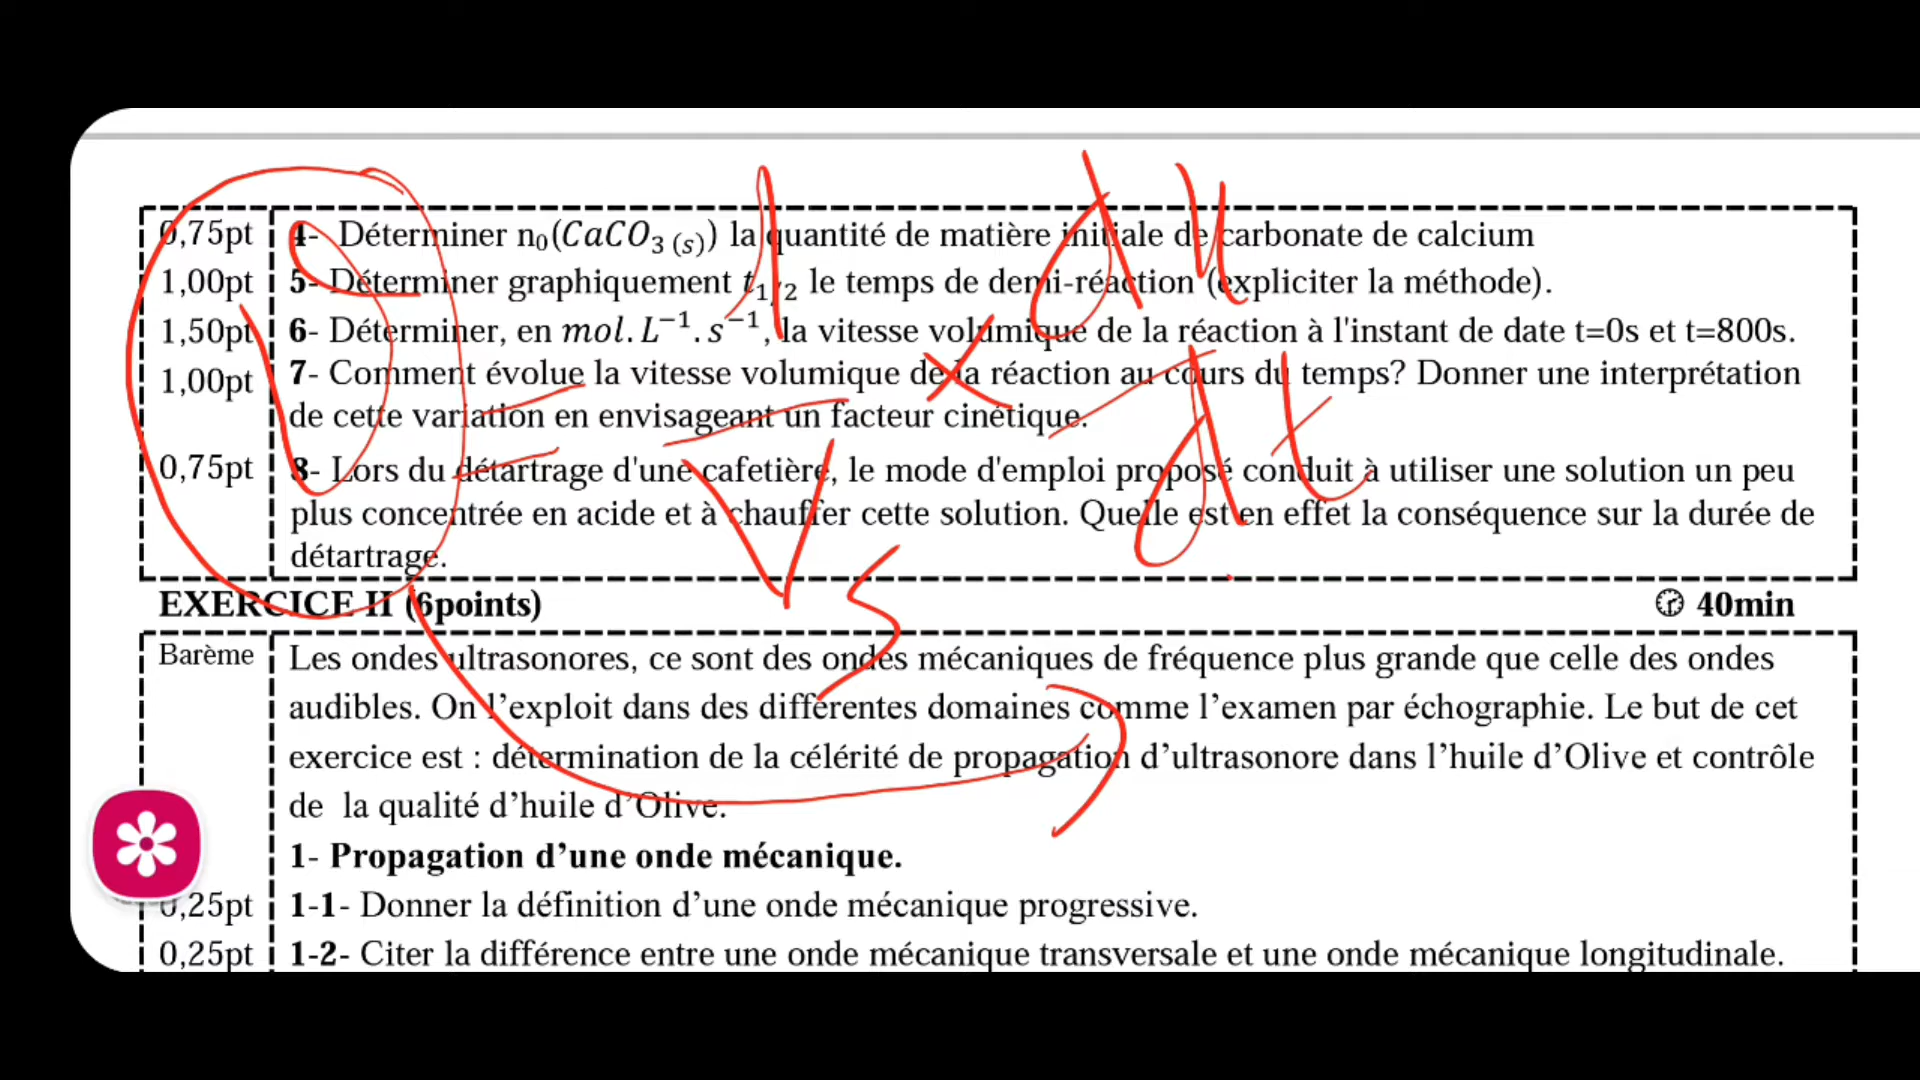 0,75pt 4- Déterminer n₀(CaCO₃ (s)) la quantité de matière initiale de carbonate de calcium
1,00pt 5- Déterminer graphiquement t₁/₂ le temps de demi-réaction (expliciter la méthode).
1,50pt 6- Déterminer, en mol.L⁻¹.s⁻¹, la vitesse volumique de la réaction à l'instant de date t=0s et t=800s.
1,00pt 7- Comment évolue la vitesse volumique de la réaction au cours du temps? Donner une interprétation
de cette variation en envisageant un facteur cinétique.
0,75pt 8- Lors du détartrage d'une cafetière, le mode d'emploi proposé conduit à utiliser une solution un peu
plus concentrée en acide et à chauffer cette solution. Quelle est en effet la conséquence sur la durée de
détartrage.
EXERCICE II (6points) 40min
Barème Les ondes ultrasonores, ce sont des ondes mécaniques de fréquence plus grande que celle des ondes
audibles. On l’exploit dans des différentes domaines comme l’examen par échographie. Le but de cet
exercice est : détermination de la célérité de propagation d’ultrasonore dans l’huile d’Olive et contrôle
de la qualité d’huile d’Olive.
1- Propagation d’une onde mécanique.
0,25pt 1-1- Donner la définition d’une onde mécanique progressive.
0,25pt 1-2- Citer la différence entre une onde mécanique transversale et une onde mécanique longitudinale.